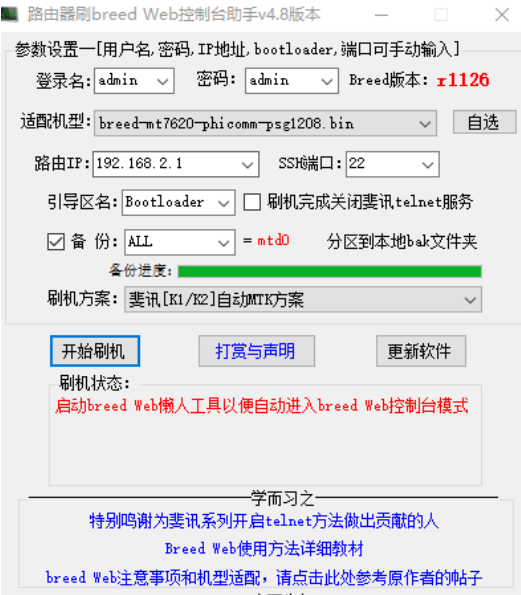 路由器刷breed Web控制台助手v4.8版本
参数设置一[用户名,密码,IP地址,bootloader,端口可手动输入]
登录名: admin 密码: admin Breed版本: r1126
适配机型: breed-mt7620-phicomm-psg1208.bin 自选
路由IP: 192.168.2.1 SSH端口: 22
引导区名: Bootloader 刷机完成关闭斐讯telnet服务
备 份: ALL = mtd0 分区到本地bak文件夹
备份进度:
刷机方案: 斐讯[K1/K2]自动MTK方案
开始刷机 打赏与声明 更新软件
刷机状态:
启动breed Web懒人工具以便自动进入breed Web控制台模式
学而习之
特别鸣谢为斐讯系列开启telnet方法做出贡献的人
Breed Web使用方法详细教材
breed Web注意事项和机型适配，请点击此处参考原作者的帖子